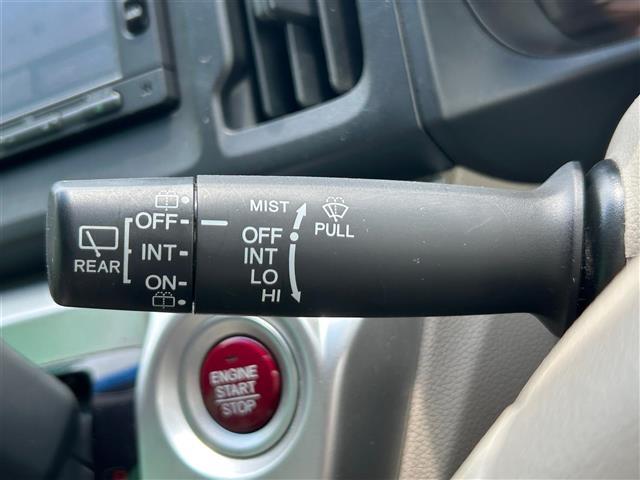 MIST
OFF
OFF
PULL
REAR
INT
INT
ON
LO
HI
ENGINE
START
STOP